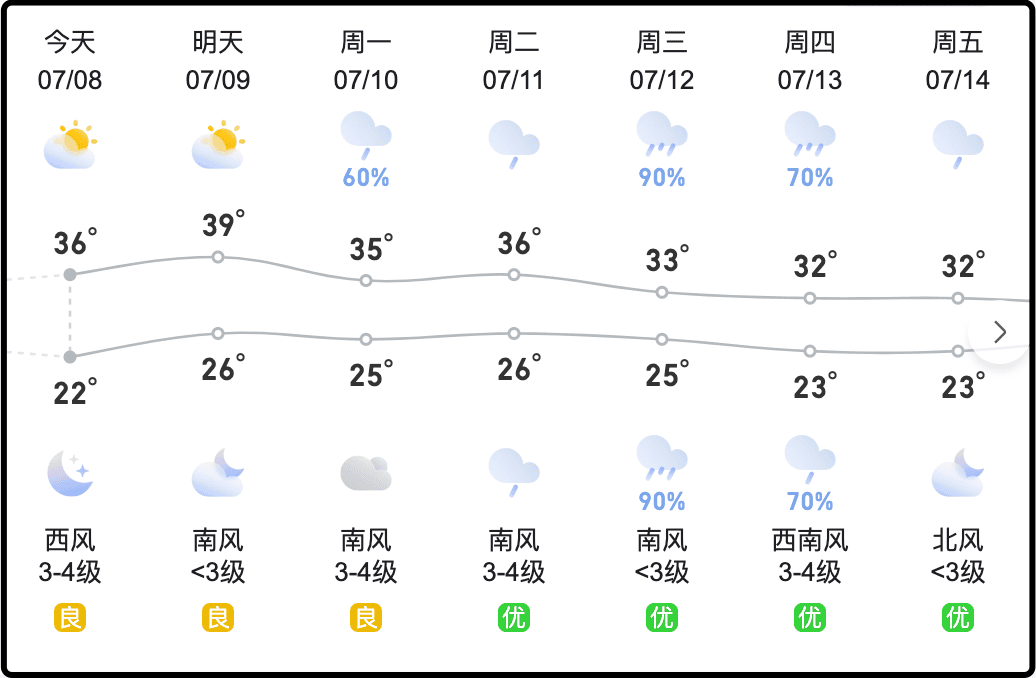 今天 明天 周一 周二 周三 周四 周五
07/08 07/09 07/10 07/11 07/12 07/13 07/14
60% 90% 70%
36° 39° 35° 36° 33° 32° 32°
22° 26° 25° 26° 25° 23° 23°
90% 70%
西风 南风 南风 南风 南风 西南风 北风
3-4级 <3级 3-4级 3-4级 <3级 3-4级 <3级
良 良 良 优 优 优 优